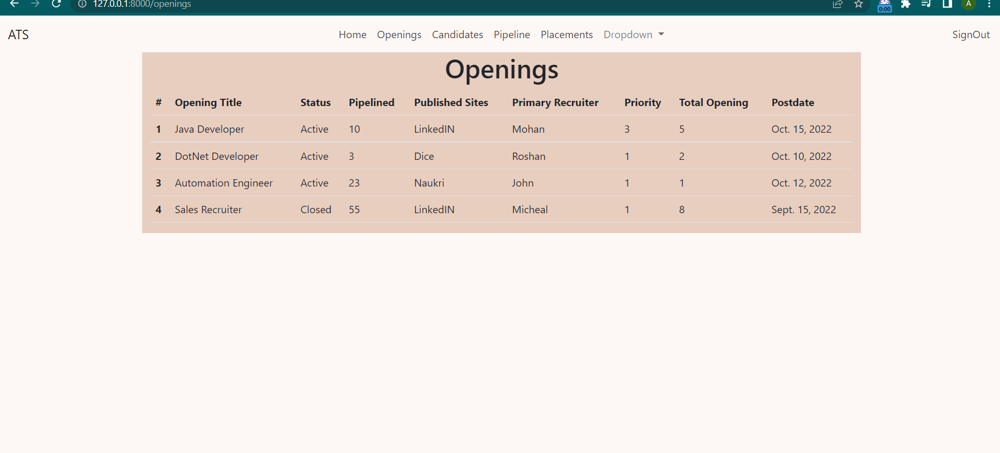 127.0.0.1:8000/openings
0:00
A
ATS Home Openings Candidates Pipeline Placements Dropdown SignOut
Openings
# Opening Title Status Pipelined Published Sites Primary Recruiter Priority Total Opening Postdate
1 Java Developer Active 10 LinkedIN Mohan 3 5 Oct. 15, 2022
2 DotNet Developer Active 3 Dice Roshan 1 2 Oct. 10, 2022
3 Automation Engineer Active 23 Naukri John 1 1 Oct. 12, 2022
4 Sales Recruiter Closed 55 LinkedIN Micheal 1 8 Sept. 15, 2022